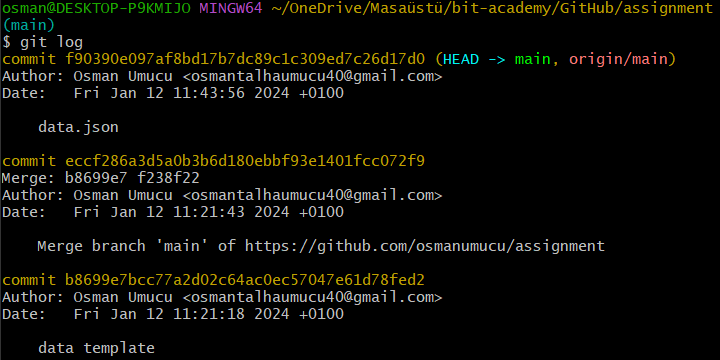 osman@DESKTOP-P9KMIJO MINGW64 ~/OneDrive/Masaüstü/bit-academy/GitHub/assignment
(main)
$ git log
commit f90390e097af8bd17b7dc89c1c309ed7c26d17d0 (HEAD -> main, origin/main)
Author: Osman Umucu <osmantalhaumucu40@gmail.com>
Date:   Fri Jan 12 11:43:56 2024 +0100
    data.json
commit eccf286a3d5a0b3b6d180ebbf93e1401fcc072f9
Merge: b8699e7 f238f22
Author: Osman Umucu <osmantalhaumucu40@gmail.com>
Date:   Fri Jan 12 11:21:43 2024 +0100
    Merge branch 'main' of https://github.com/osmanumucu/assignment
commit b8699e7bcc77a2d02c64ac0ec57047e61d78fed2
Author: Osman Umucu <osmantalhaumucu40@gmail.com>
Date:   Fri Jan 12 11:21:18 2024 +0100
    data template